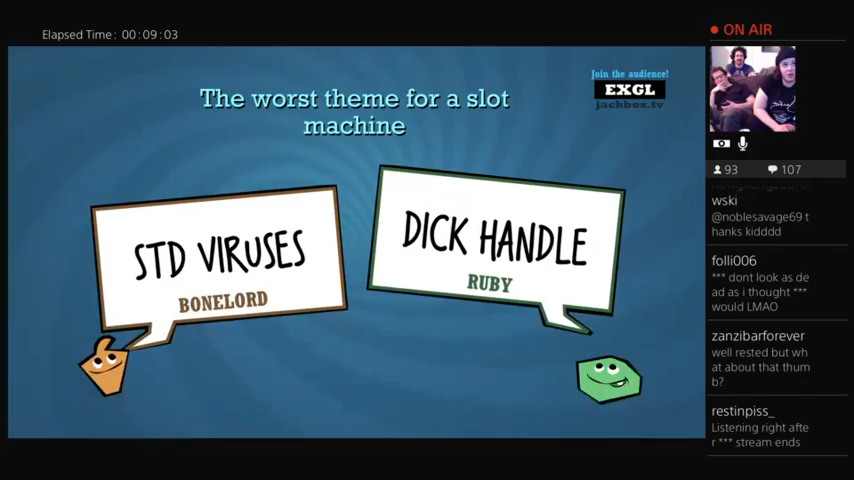 Elapsed Time: 00:09:03
ON AIR
The worst theme for a slot
machine
Join the audience!
EXGL
jackbox.tv
STD VIRUSES
BONELORD
DICK HANDLE
RUBY
93
107
wski
@noblesavage69 t
hanks kidddd
folli006
*** dont look as de
ad as i thought ***
would LMAO
zanzibarforever
well rested but wh
at about that thum
b?
restinpiss_
Listening right afte
r *** stream ends